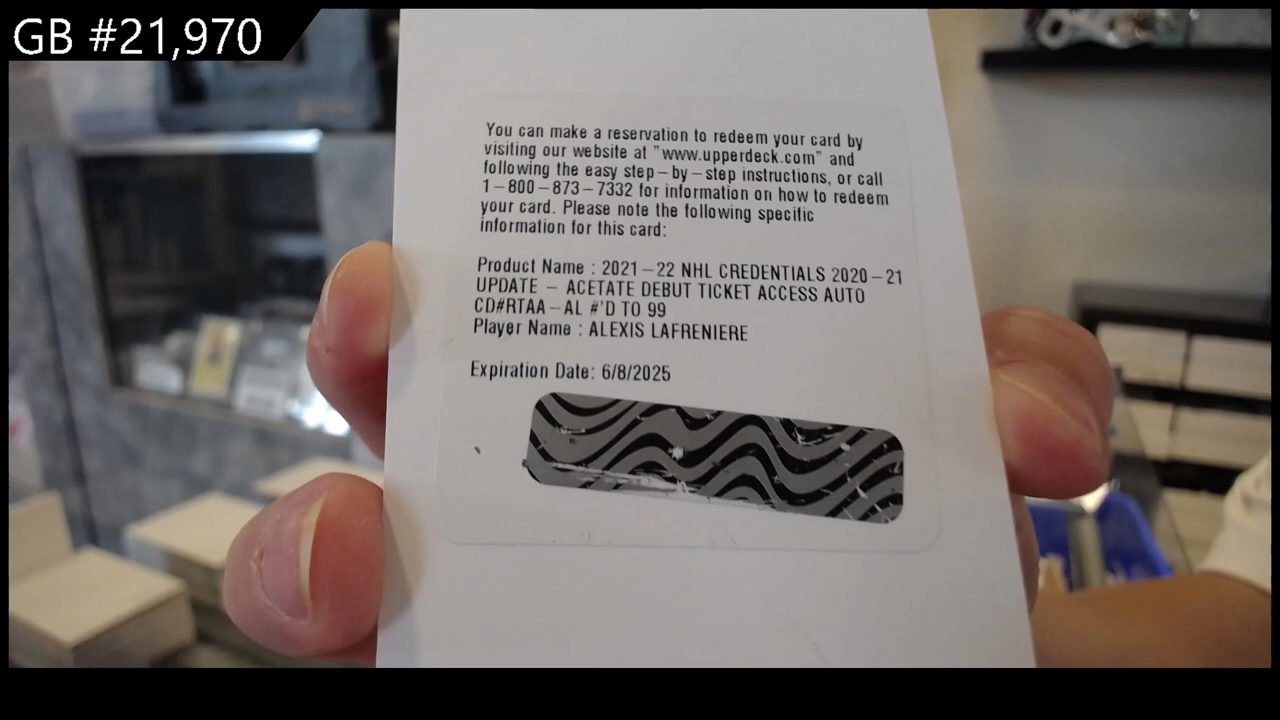 GB #21,970
You can make a reservation to redeem your card by
visiting our website at "www.upperdeck.com" and
following the easy step-by-step instructions, or call
1-800-873-7332 for information on how to redeem
your card. Please note the following specific
information for this card:
Product Name : 2021-22 NHL CREDENTIALS 2020-21
UPDATE - ACETATE DEBUT TICKET ACCESS AUTO
CD#RTAA-AL #'D TO 99
Player Name : ALEXIS LAFRENIERE
Expiration Date: 6/8/2025